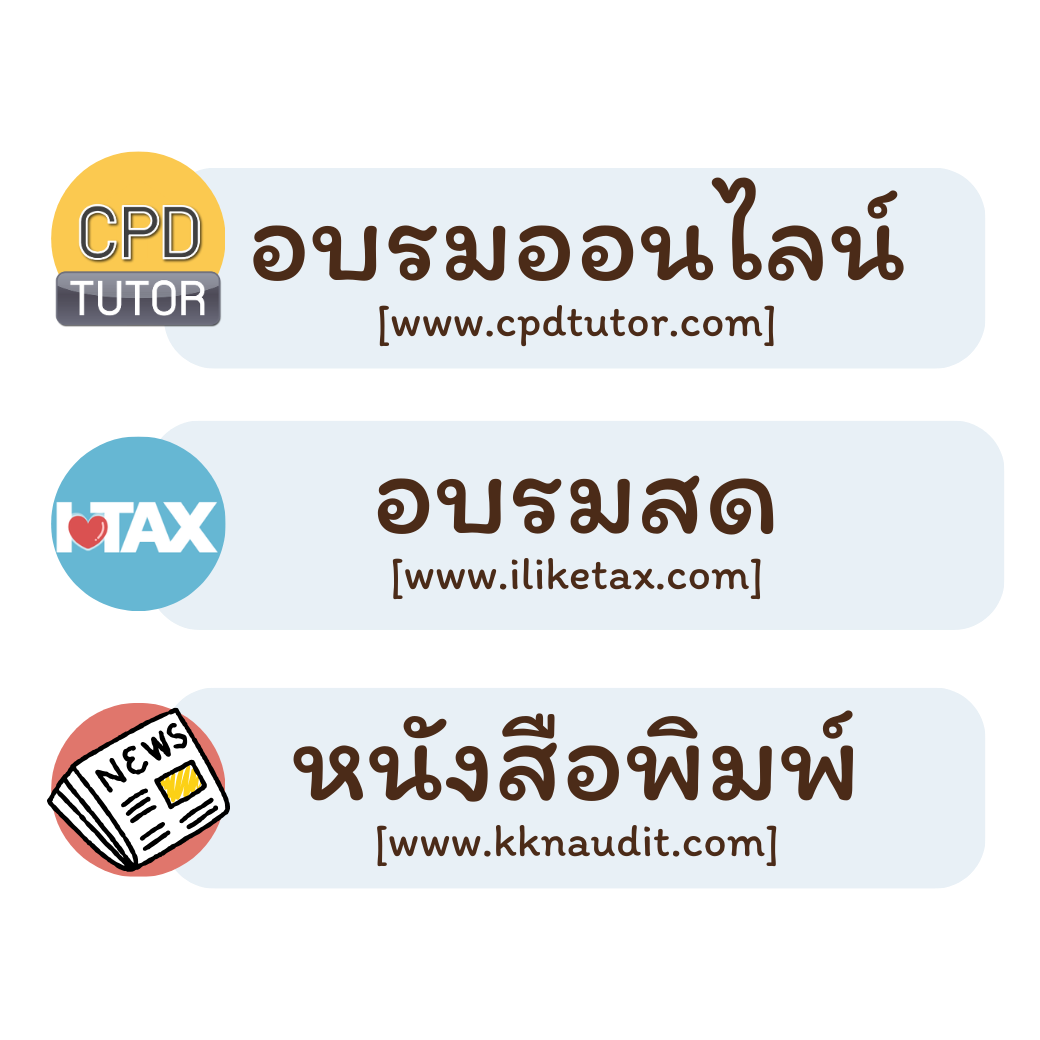 CPD
TUTOR
อบรมออนไลน์
[www.cpdtutor.com]
I TAX
อบรมสด
[www.iliketax.com]
NEWS
หนังสือพิมพ์
[www.kknaudit.com]